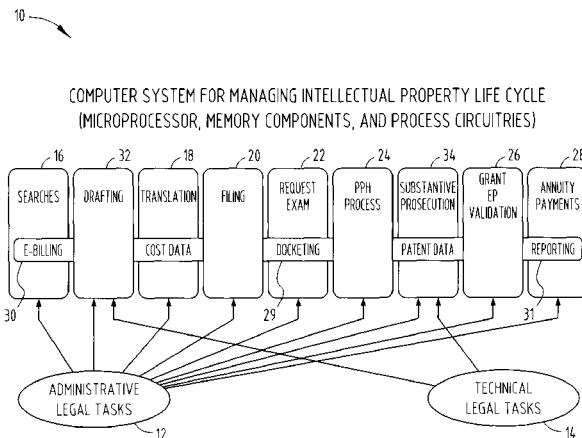 10
COMPUTER SYSTEM FOR MANAGING INTELLECTUAL PROPERTY LIFE CYCLE
(MICROPROCESSOR, MEMORY COMPONENTS, AND PROCESS CIRCUITRIES)
16 32 18 20 22 24 34 26 28
SEARCHES
DRAFTING
TRANSLATION
FILING
REQUEST
EXAM
PPH
PROCESS
SUBSTANTIVE
PROSECUTION
GRANT
EP
VALIDATION
ANNUITY
PAYMENTS
E-BILLING
COST DATA
DOCKETING
PATENT DATA
REPORTING
30
29
31
ADMINISTRATIVE
LEGAL TASKS
12
TECHNICAL
LEGAL TASKS
14